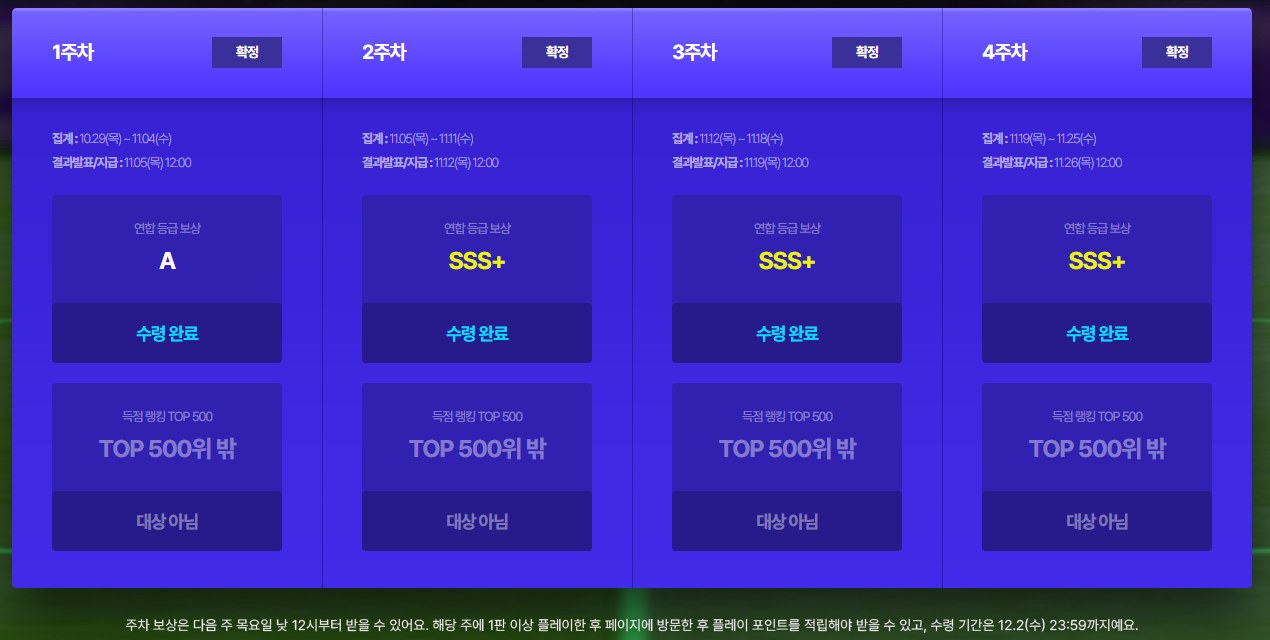 1주차 확정
집계 : 10.29(목) ~ 11.04(수)
결과발표/지급 : 11.05(목) 12:00
연합 등급 보상
A
수령 완료
득점 랭킹 TOP 500
TOP 500위 밖
대상 아님
2주차 확정
집계 : 11.05(목) ~ 11.11(수)
결과발표/지급 : 11.12(목) 12:00
연합 등급 보상
SSS+
수령 완료
득점 랭킹 TOP 500
TOP 500위 밖
대상 아님
3주차 확정
집계 : 11.12(목) ~ 11.18(수)
결과발표/지급 : 11.19(목) 12:00
연합 등급 보상
SSS+
수령 완료
득점 랭킹 TOP 500
TOP 500위 밖
대상 아님
4주차 확정
집계 : 11.19(목) ~ 11.25(수)
결과발표/지급 : 11.26(목) 12:00
연합 등급 보상
SSS+
수령 완료
득점 랭킹 TOP 500
TOP 500위 밖
대상 아님
주차 보상은 다음 주 목요일 낮 12시부터 받을 수 있어요. 해당 주에 1판 이상 플레이한 후 페이지에 방문한 후 플레이 포인트를 적립해야 받을 수 있고, 수령 기간은 12.2(수) 23:59까지예요.